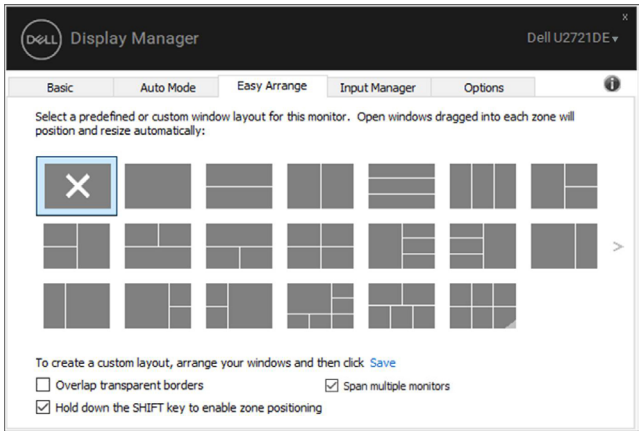 x
DELL Display Manager
Dell U2721DE
Basic Auto Mode Easy Arrange Input Manager Options
Select a predefined or custom window layout for this monitor. Open windows dragged into each zone will
position and resize automatically:
>
To create a custom layout, arrange your windows and then click Save
Overlap transparent borders
Span multiple monitors
Hold down the SHIFT key to enable zone positioning